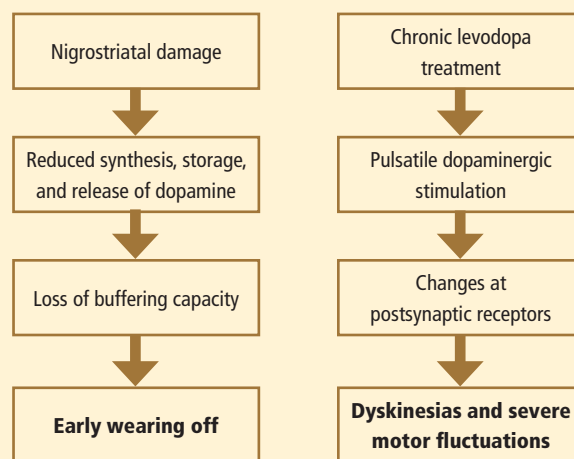 Nigrostriatal damage
Reduced synthesis, storage,
and release of dopamine
Loss of buffering capacity
Early wearing off
Chronic levodopa
treatment
Pulsatile dopaminergic
stimulation
Changes at
postsynaptic receptors
Dyskinesias and severe
motor fluctuations